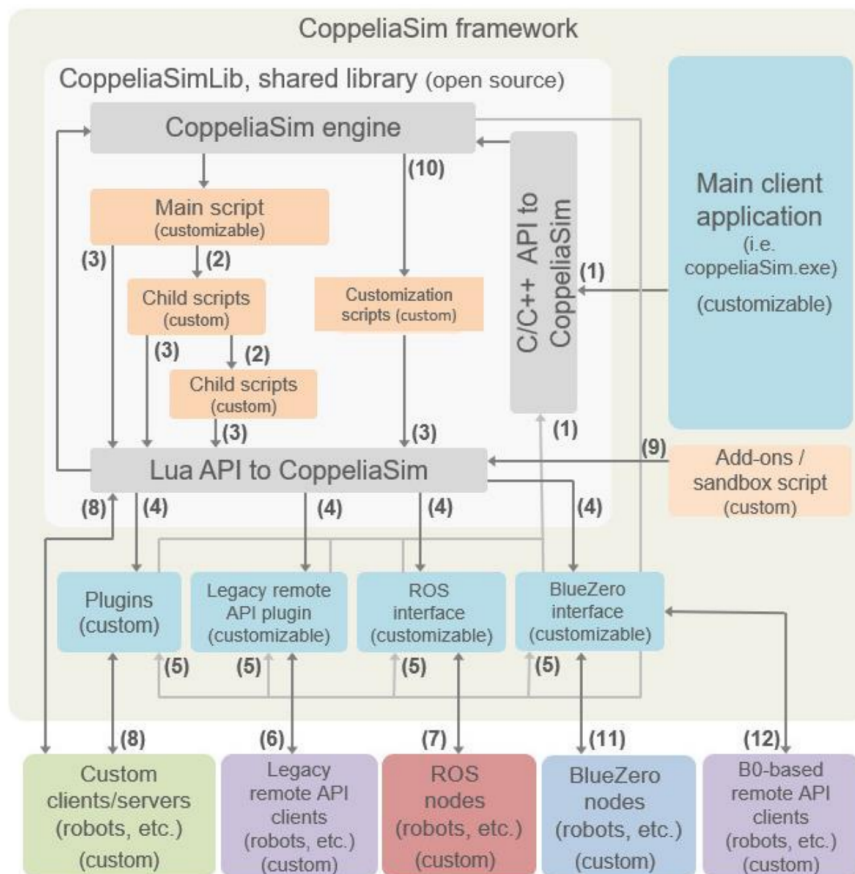 CoppeliaSim framework
CoppeliaSimLib, shared library (open source)
CoppeliaSim engine
(10)
Main script
(customizable)
(3)
(2)
Child scripts
(custom)
Customization
scripts (custom)
(3)
(2)
Child scripts
(custom)
(3)
(3)
C/C++ API to
CoppeliaSim
(1)
(1)
Main client
application
(i.e.
coppeliaSim.exe)
(customizable)
Lua API to CoppeliaSim
(9)
Add-ons /
sandbox script
(custom)
(8)
(4)
(4)
(4)
(4)
Plugins
(custom)
Legacy remote
API plugin
(customizable)
ROS
interface
(customizable)
BlueZero
interface
(customizable)
(5)
(5)
(5)
(5)
(8)
(6)
(7)
(11)
(12)
Custom
clients/servers
(robots, etc.)
(custom)
Legacy
remote API
clients
(robots, etc.)
(custom)
ROS
nodes
(robots, etc.)
(custom)
BlueZero
nodes
(robots, etc.)
(custom)
B0-based
remote API
clients
(robots, etc.)
(custom)